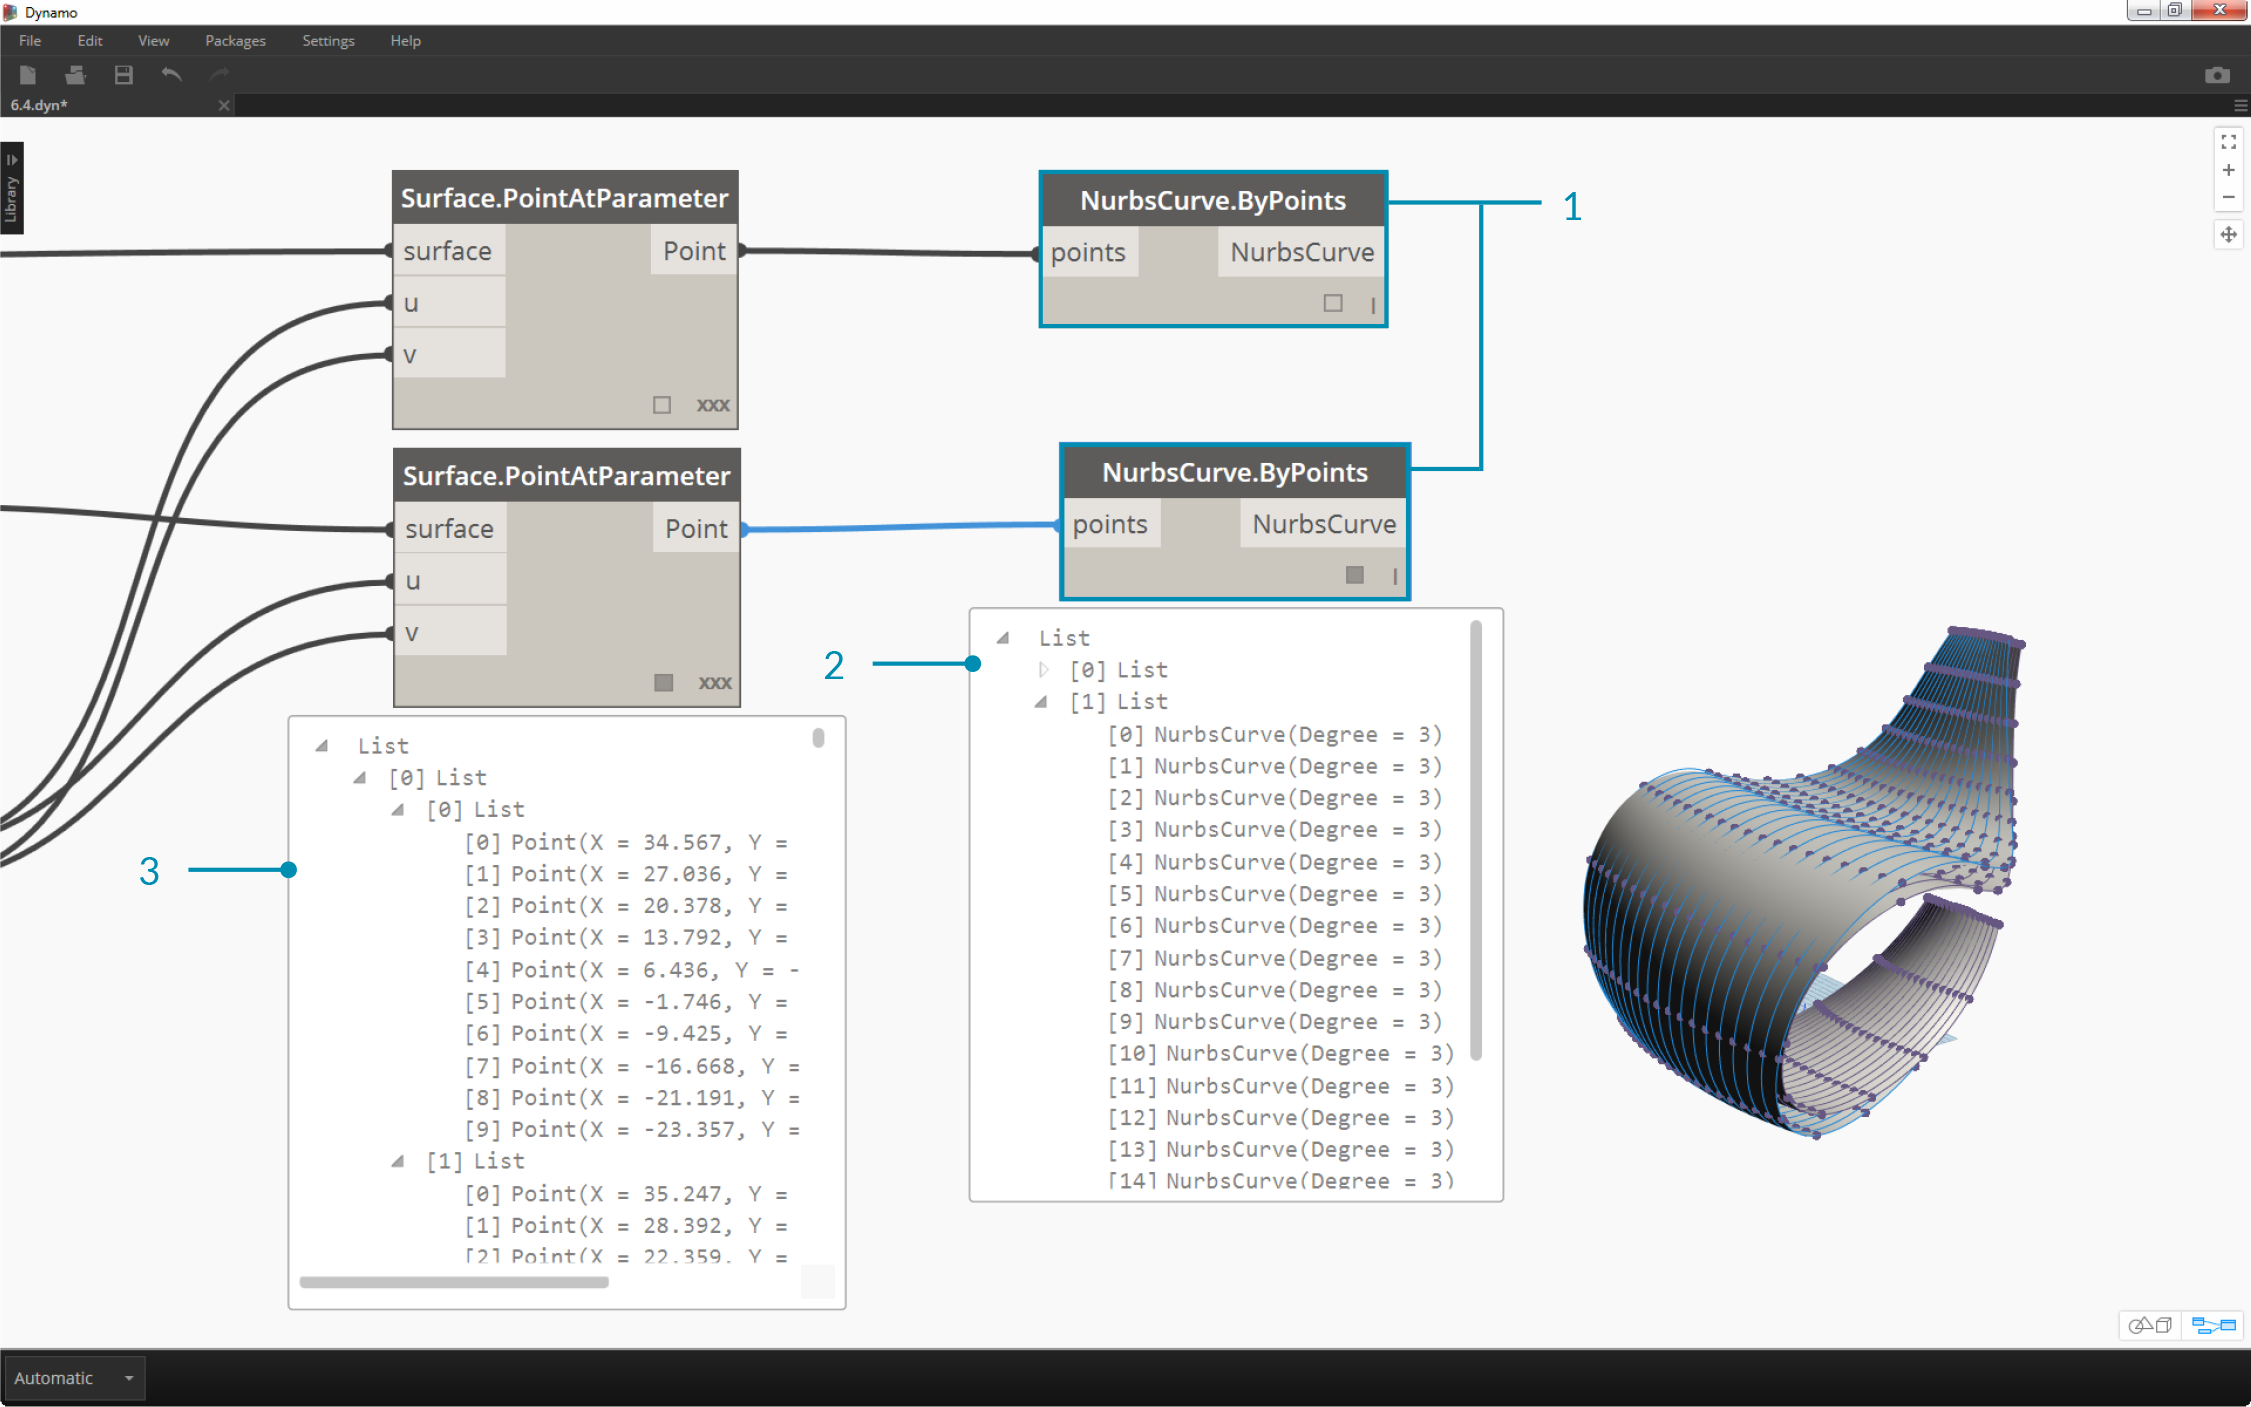 Dynamo
File Edit View Packages Settings Help
6.4.dyn*
Library
Surface.PointAtParameter
surface Point
u
v
xxx
NurbsCurve.ByPoints
points NurbsCurve
|
1
Surface.PointAtParameter
surface Point
u
v
xxx
NurbsCurve.ByPoints
points NurbsCurve
|
2
List
[0] List
[1] List
[0] NurbsCurve(Degree = 3)
[1] NurbsCurve(Degree = 3)
[2] NurbsCurve(Degree = 3)
[3] NurbsCurve(Degree = 3)
[4] NurbsCurve(Degree = 3)
[5] NurbsCurve(Degree = 3)
[6] NurbsCurve(Degree = 3)
[7] NurbsCurve(Degree = 3)
[8] NurbsCurve(Degree = 3)
[9] NurbsCurve(Degree = 3)
[10] NurbsCurve(Degree = 3)
[11] NurbsCurve(Degree = 3)
[12] NurbsCurve(Degree = 3)
[13] NurbsCurve(Degree = 3)
[14] NurbsCurve(Degree = 3)
3
List
[0] List
[0] List
[0] Point(X = 34.567, Y =
[1] Point(X = 27.036, Y =
[2] Point(X = 20.378, Y =
[3] Point(X = 13.792, Y =
[4] Point(X = 6.436, Y = -
[5] Point(X = -1.746, Y =
[6] Point(X = -9.425, Y =
[7] Point(X = -16.668, Y =
[8] Point(X = -21.191, Y =
[9] Point(X = -23.357, Y =
[1] List
[0] Point(X = 35.247, Y =
[1] Point(X = 28.392, Y =
[2] Point(X = 22.359, Y =
Automatic